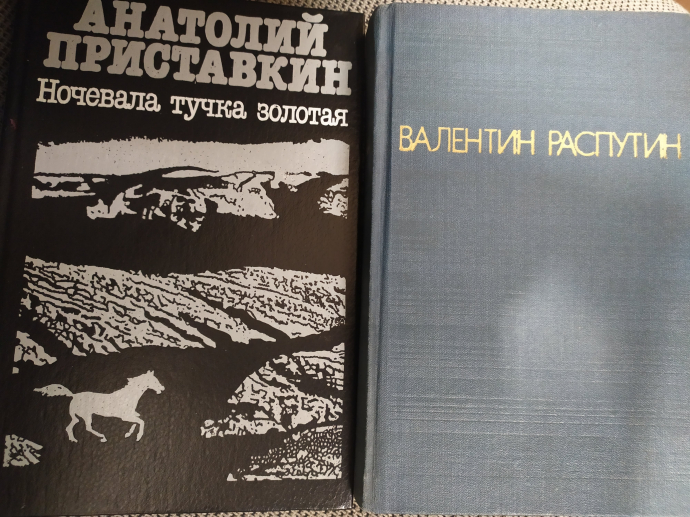 АНАТОЛИЙ
ПРИСТАВКИН
Ночевала тучка золотая
ВАЛЕНТИН РАСПУТИН